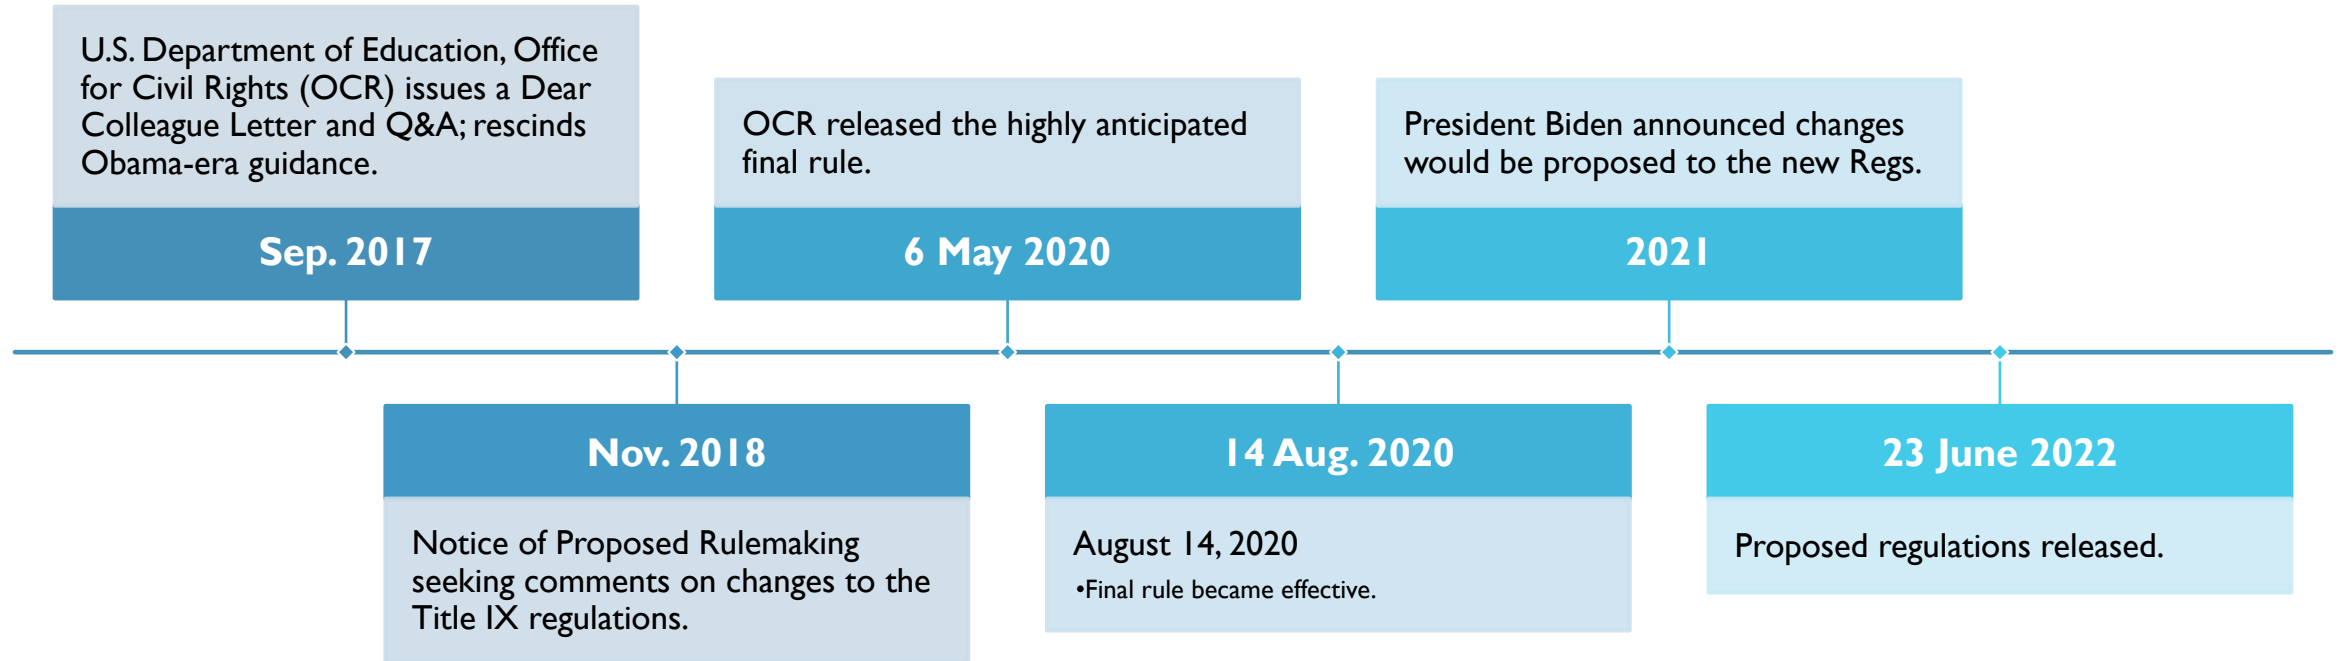 U.S. Department of Education, Office
for Civil Rights (OCR) issues a Dear
Colleague Letter and Q&A; rescinds
Obama-era guidance.
Sep. 2017
Nov. 2018
Notice of Proposed Rulemaking
seeking comments on changes to the
Title IX regulations.
OCR released the highly anticipated
final rule.
6 May 2020
14 Aug. 2020
August 14, 2020
•Final rule became effective.
President Biden announced changes
would be proposed to the new Regs.
2021
23 June 2022
Proposed regulations released.